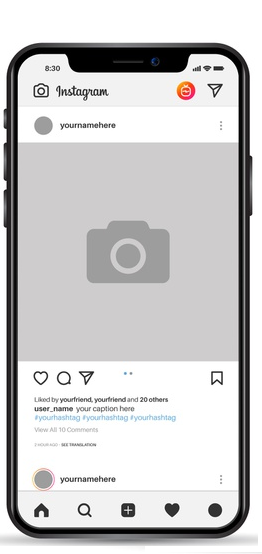 8:30
Instagram
yournamehere
Liked by yourfriend, yourfriend and 20 others
user_name your caption here
#yourhashtag #yourhashtag #yourhashtag
View All 10 Comments
2 HOUR AGO · SEE TRANSLATION
yournamehere